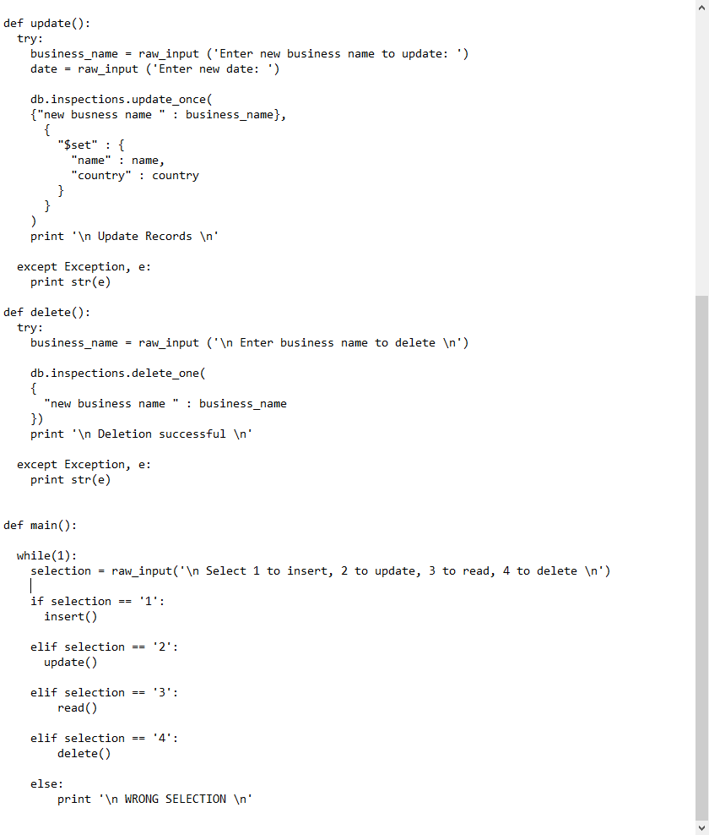 def update():
  try:
    business_name = raw_input ('Enter new business name to update: ')
    date = raw_input ('Enter new date: ')

    db.inspections.update_once(
    {"new busness name " : business_name},
      {
        "$set" : {
          "name" : name,
          "country" : country
        }
      }
    )
    print '\n Update Records \n'

  except Exception, e:
    print str(e)

def delete():
  try:
    business_name = raw_input ('\n Enter business name to delete \n')

    db.inspections.delete_one(
    {
      "new business name " : business_name
    })
    print '\n Deletion successful \n'

  except Exception, e:
    print str(e)


def main():

  while(1):
    selection = raw_input('\n Select 1 to insert, 2 to update, 3 to read, 4 to delete \n')

    if selection == '1':
      insert()

    elif selection == '2':
      update()

    elif selection == '3':
        read()

    elif selection == '4':
        delete()

    else:
        print '\n WRONG SELECTION \n'